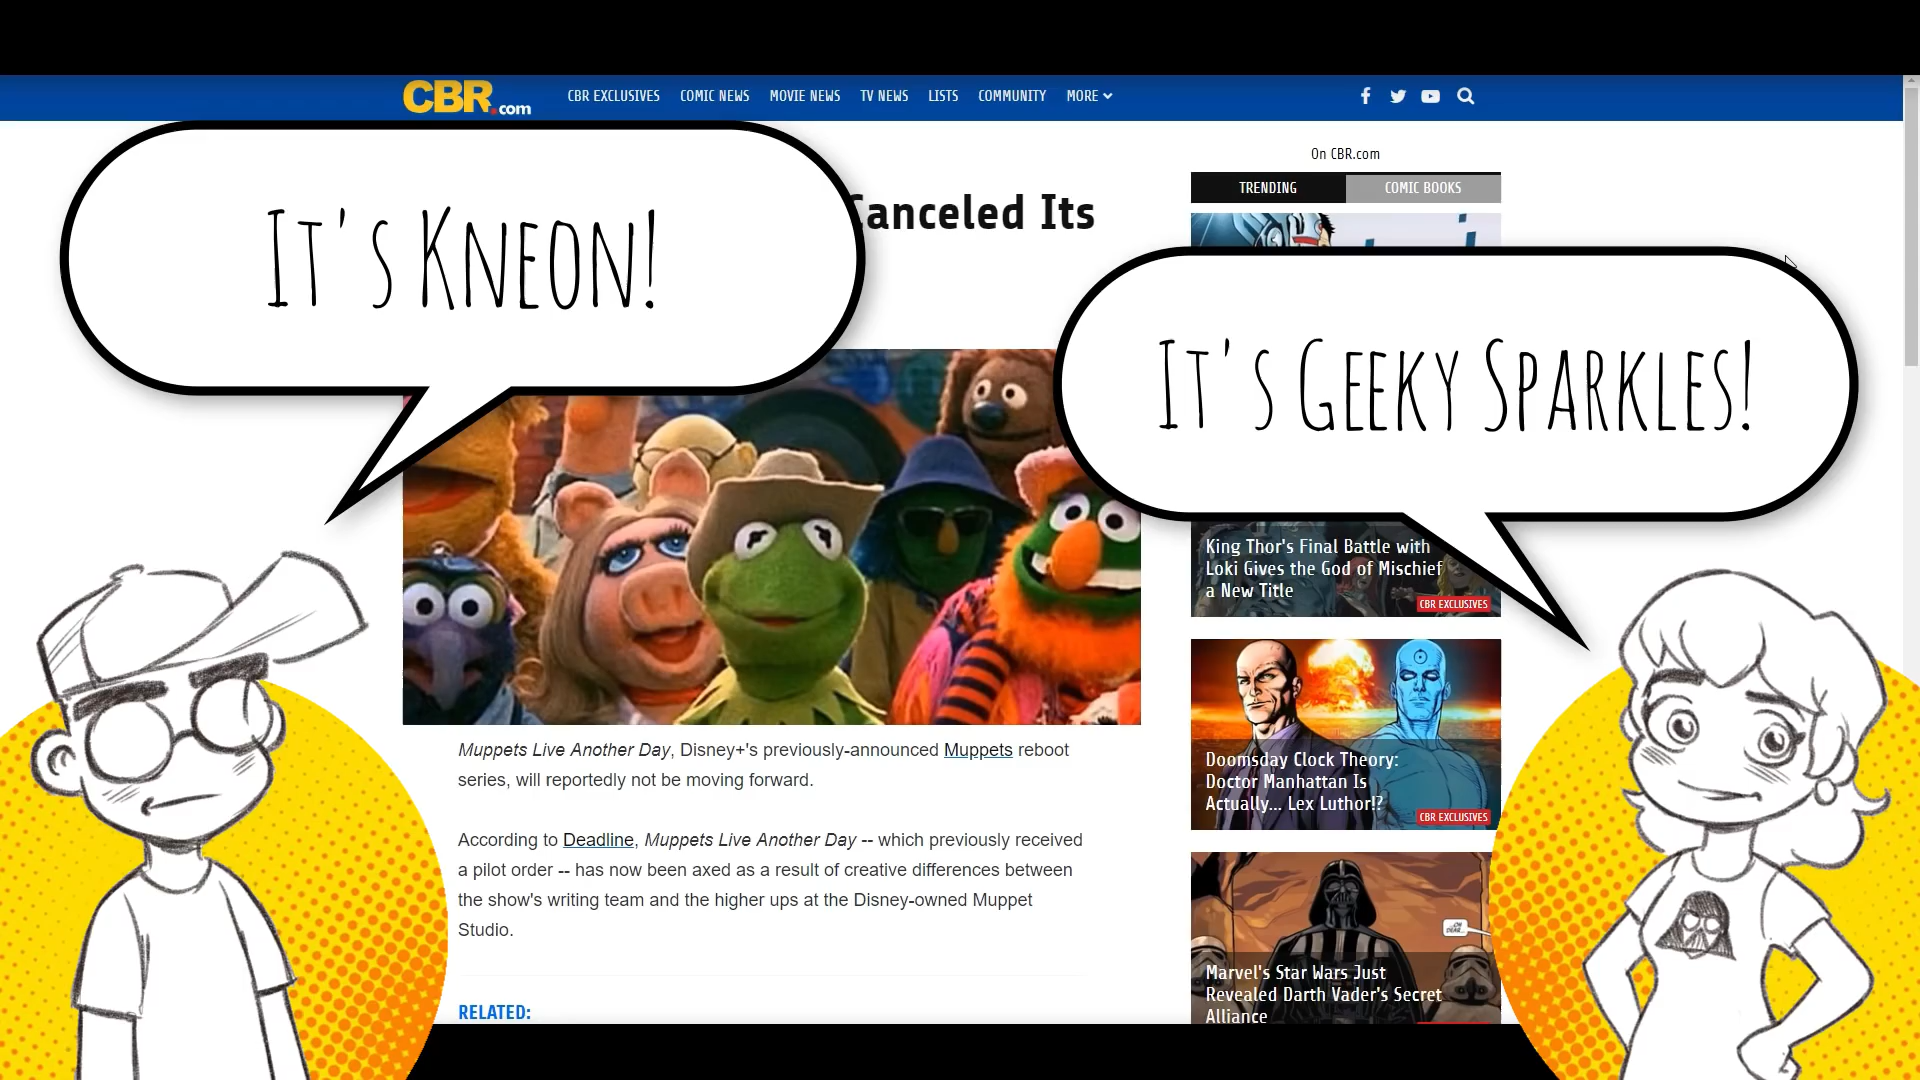 CBR.com
CBR EXCLUSIVES COMIC NEWS MOVIE NEWS TV NEWS LISTS COMMUNITY MORE
It's Kneon!
Canceled Its
On CBR.com
TRENDING COMIC BOOKS
It's Geeky Sparkles!
King Thor's Final Battle with
Loki Gives the God of Mischief
a New Title
CBR EXCLUSIVES
Muppets Live Another Day, Disney+'s previously-announced Muppets reboot
series, will reportedly not be moving forward.
According to Deadline, Muppets Live Another Day -- which previously received
a pilot order -- has now been axed as a result of creative differences between
the show's writing team and the higher ups at the Disney-owned Muppet
Studio.
RELATED:
Doomsday Clock Theory:
Doctor Manhattan Is
Actually... Lex Luthor!?
CBR EXCLUSIVES
Marvel's Star Wars Just
Revealed Darth Vader's Secret
Alliance